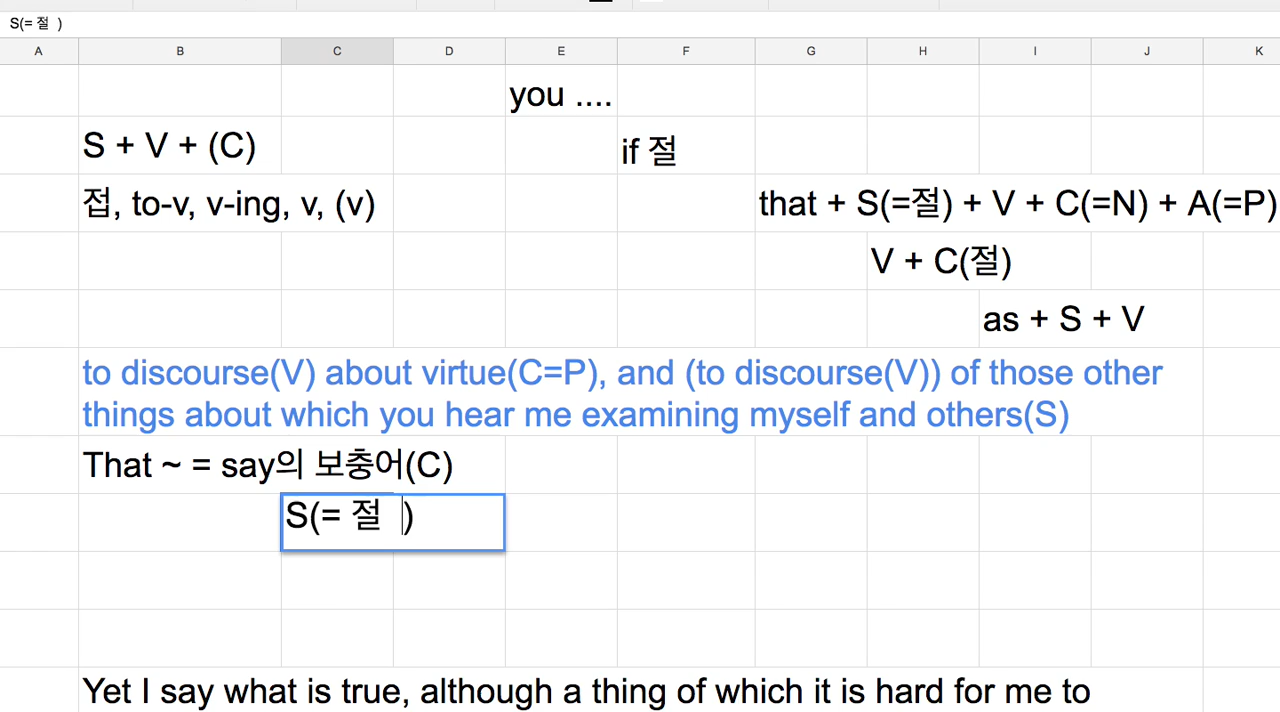 S(= 절  )
A B C D E F G H I J K
you ....
S + V + (C)
if 절
접, to-v, v-ing, v, (v)
that + S(=절) + V + C(=N) + A(=P)
V + C(절)
as + S + V
to discourse(V) about virtue(C=P), and (to discourse(V)) of those other
things about which you hear me examining myself and others(S)
That ~ = say의 보충어(C)
S(= 절  )
Yet I say what is true, although a thing of which it is hard for me to